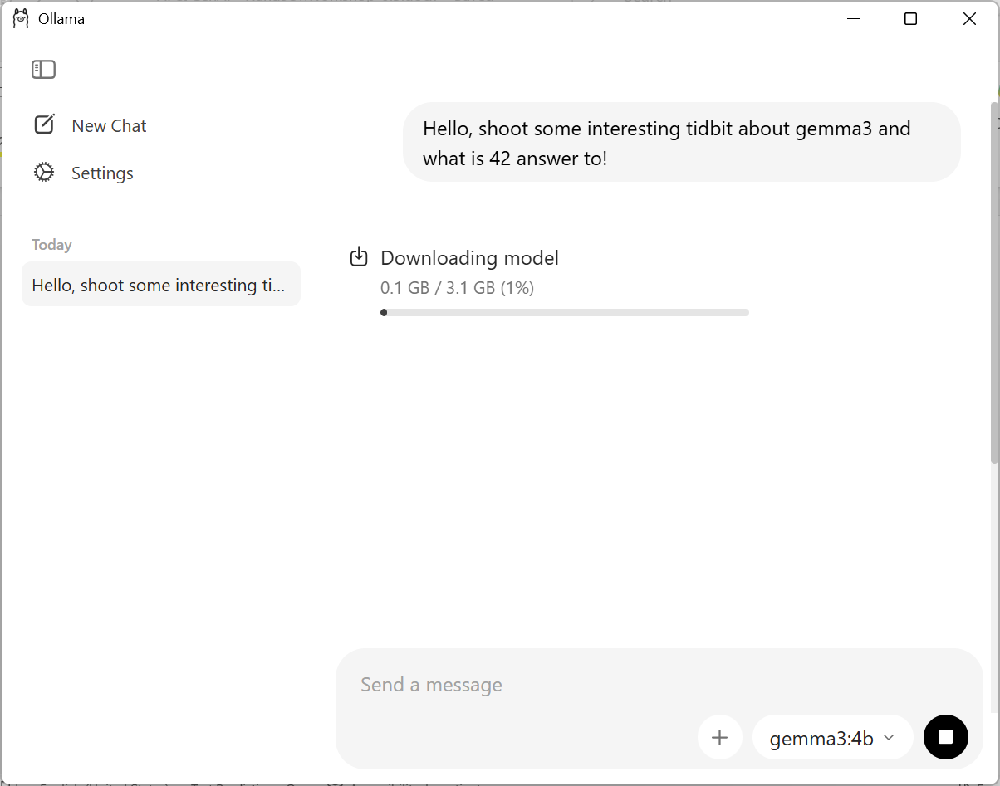 Ollama
New Chat
Settings
Today
Hello, shoot some interesting ti...
Hello, shoot some interesting tidbit about gemma3 and
what is 42 answer to!
Downloading model
0.1 GB / 3.1 GB (1%)
Send a message
gemma3:4b